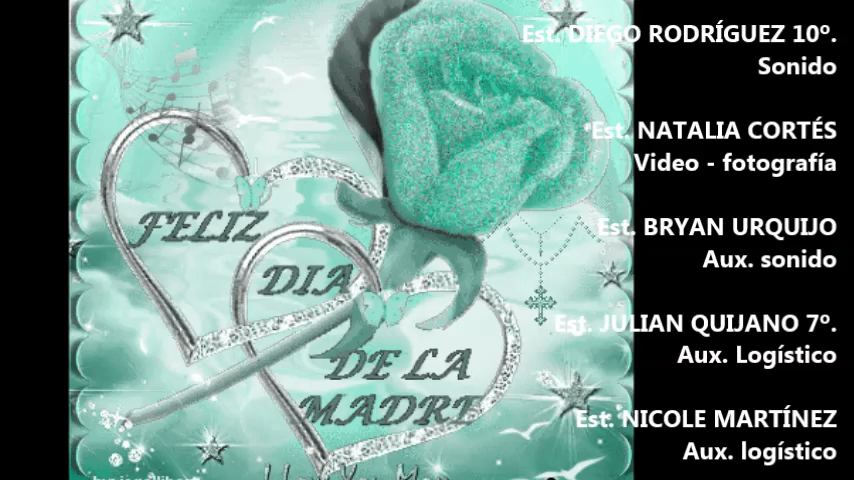 Est. DIEGO RODRÍGUEZ 10º.
Sonido
Est. NATALIA CORTÉS
Video - fotografía
Est. BRYAN URQUIJO
Aux. sonido
Est. JULIAN QUIJANO 7º.
Aux. Logístico
Est. NICOLE MARTÍNEZ
Aux. logístico
FELIZ
DIA
DE LA
MADRE